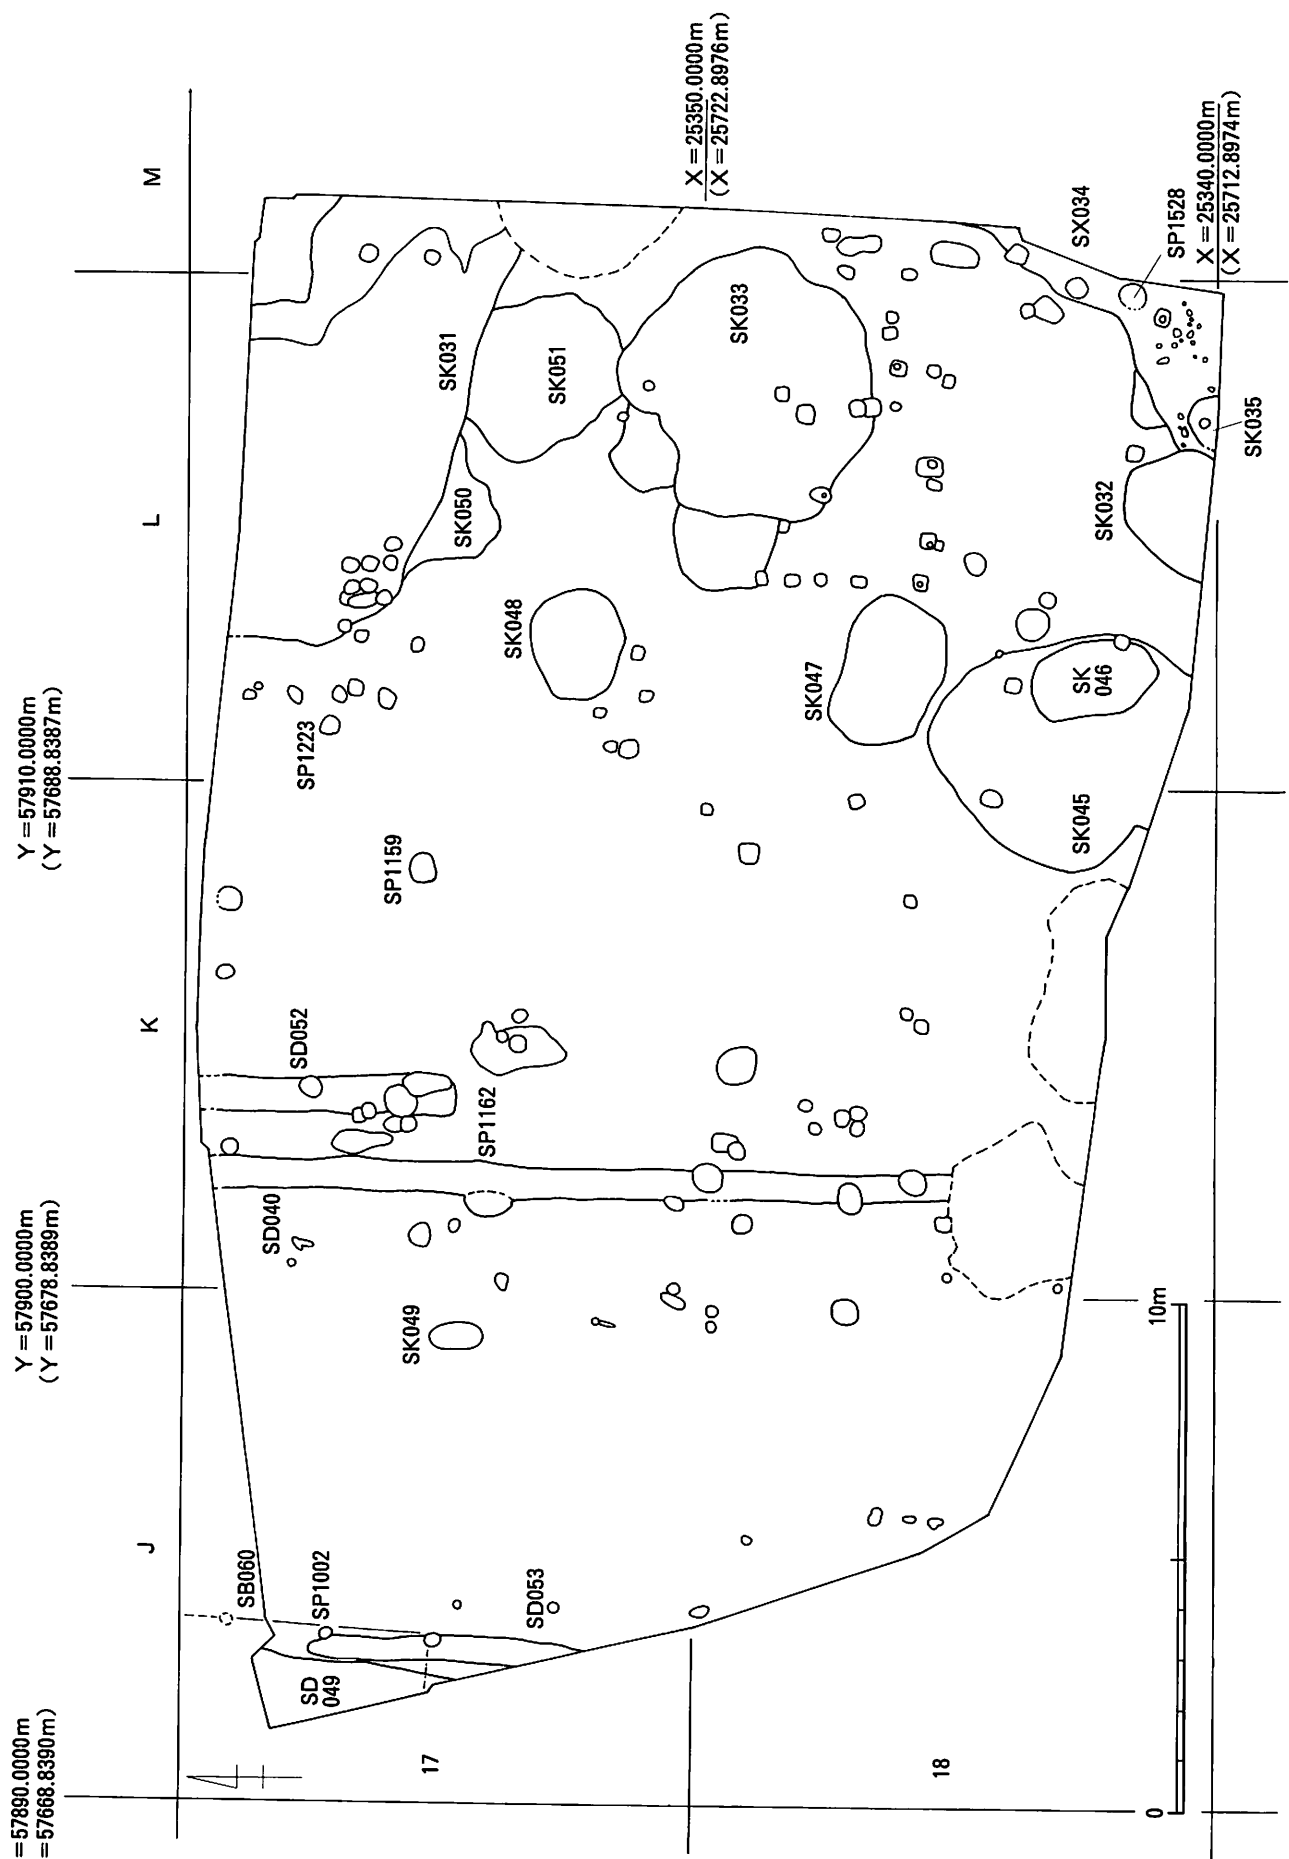 =57890.0000m
=57668.8390m)
Y=57900.0000m
(Y=57678.8389m)
Y=57910.0000m
(Y=57688.8387m)
J
K
L
M
17
18
X=25350.0000m
(X=25722.8976m)
X=25340.0000m
(X=25712.8974m)
SD
049
SB060
SP1002
SD053
SK049
SD040
SD052
SP1162
SP1159
SP1223
SK048
SK050
SK031
SK051
SK033
SK047
SK
046
SK045
SK032
SK035
SX034
SP1528
0
10m